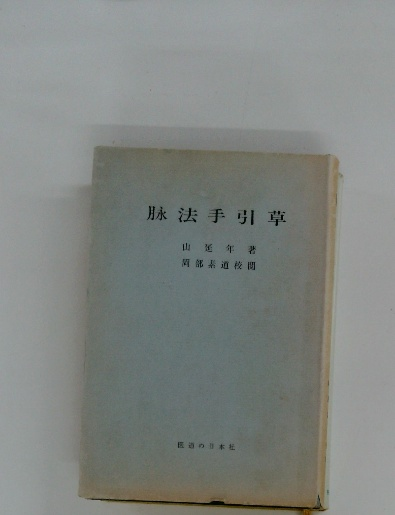 脉法手引草
山延年著
岡部素道校閲
医道の日本社